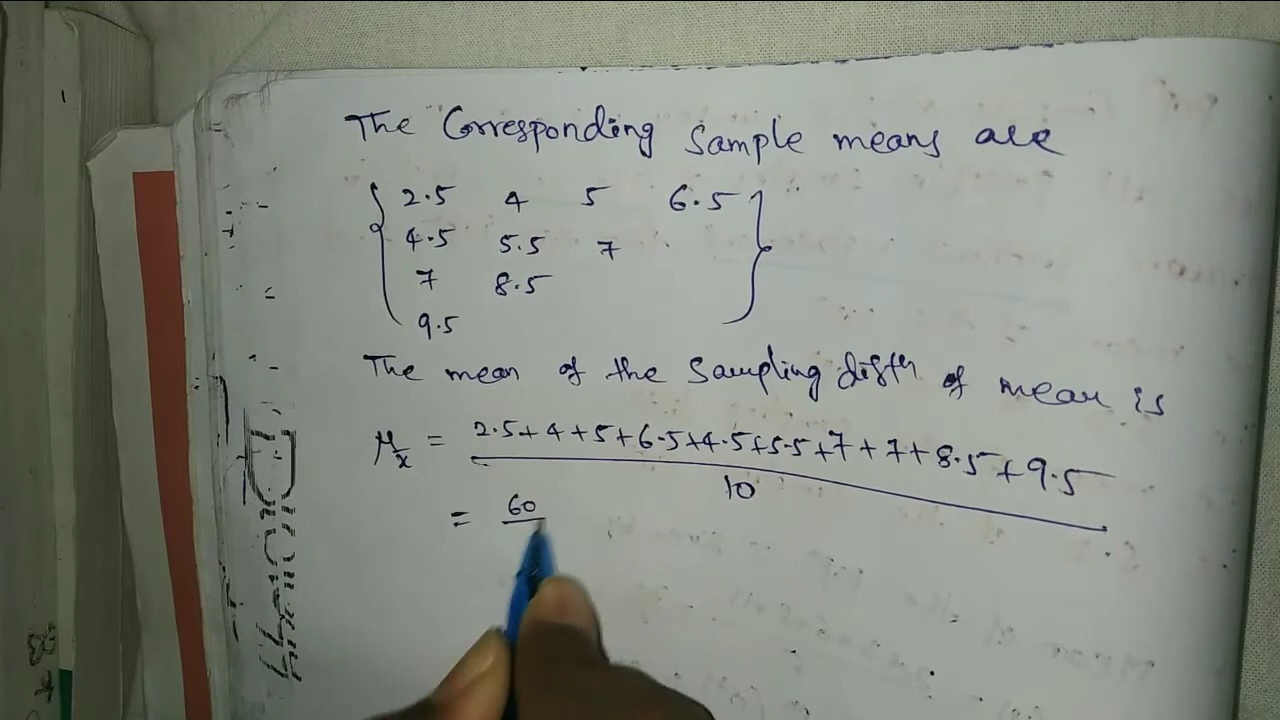 The Corresponding Sample means are
2.5 4 5 6.5
4.5 5.5 7
7 8.5
9.5
The mean of the Sampling distn of mean is
μx̄ = 2.5+4+5+6.5+4.5+5.5+7+7+8.5+9.5
10
= 60